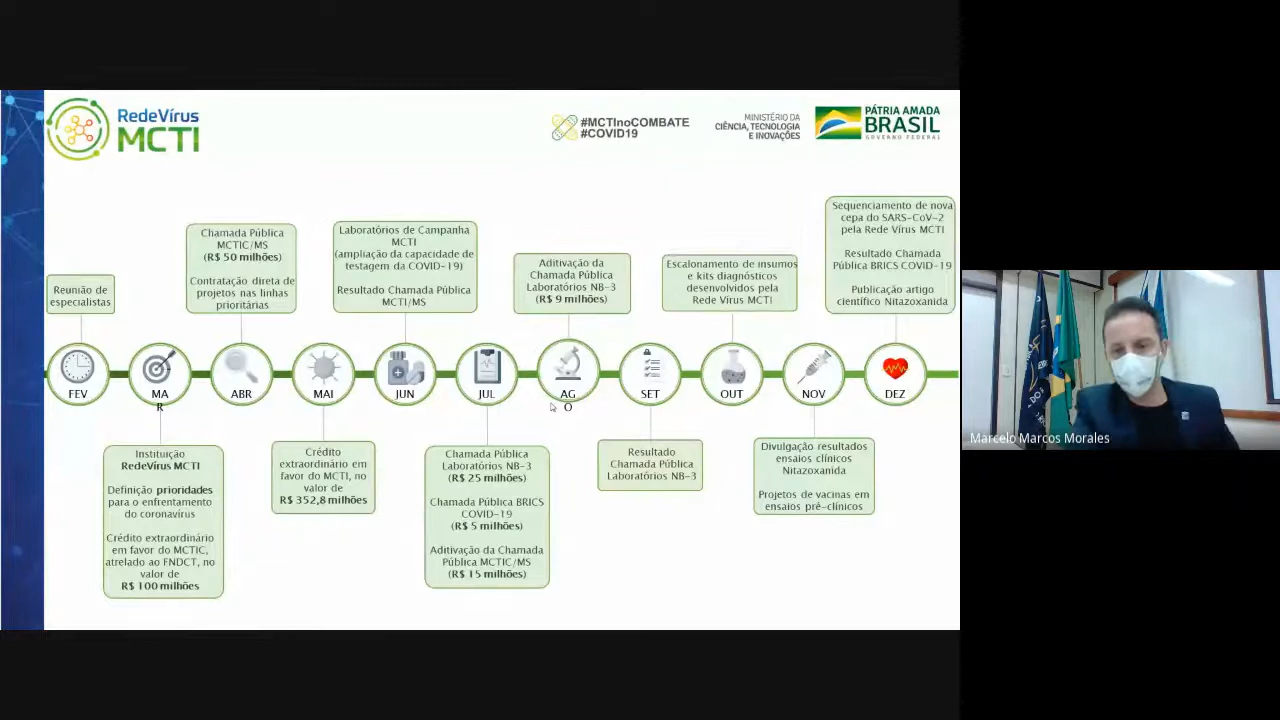 RedeVírus
MCTI
#MCTInoCOMBATE
#COVID19
MINISTÉRIO DA
CIÊNCIA, TECNOLOGIA
E INOVAÇÕES
PÁTRIA AMADA
BRASIL
GOVERNO FEDERAL
Reunião de
especialistas
Chamada Pública
MCTIC/MS
(R$ 50 milhões)
Contratação direta de
projetos nas linhas
prioritárias
Laboratórios de Campanha
MCTI
(ampliação da capacidade de
testagem da COVID-19)
Resultado Chamada Pública
MCTI/MS
Aditivação da
Chamada Pública
Laboratórios NB-3
(R$ 9 milhões)
Escalonamento de insumos
e kits diagnósticos
desenvolvidos pela
Rede Vírus MCTI
Sequenciamento de nova
cepa do SARS-CoV-2
pela Rede Vírus MCTI
Resultado Chamada
Pública BRICS COVID-19
Publicação artigo
científico Nitazoxanida
FEV
MA
R
ABR
MAI
JUN
JUL
AG
O
SET
OUT
NOV
DEZ
Instituição
RedeVírus MCTI
Definição prioridades
para o enfrentamento
do coronavírus
Crédito extraordinário
em favor do MCTIC,
atrelado ao FNDCT, no
valor de
R$ 100 milhões
Crédito
extraordinário em
favor do MCTI, no
valor de
R$ 352,8 milhões
Chamada Pública
Laboratórios NB-3
(R$ 25 milhões)
Chamada Pública BRICS
COVID-19
(R$ 5 milhões)
Aditivação da Chamada
Pública MCTIC/MS
(R$ 15 milhões)
Resultado
Chamada Pública
Laboratórios NB-3
Divulgação resultados
ensaios clínicos
Nitazoxanida
Projetos de vacinas em
ensaios pré-clínicos
Marcelo Marcos Morales